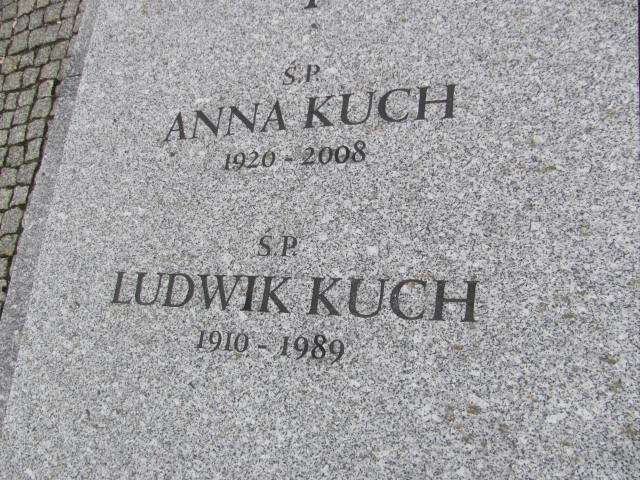 Ś.P.
ANNA KUCH
1920 - 2008
Ś.P.
LUDWIK KUCH
1910 - 1989